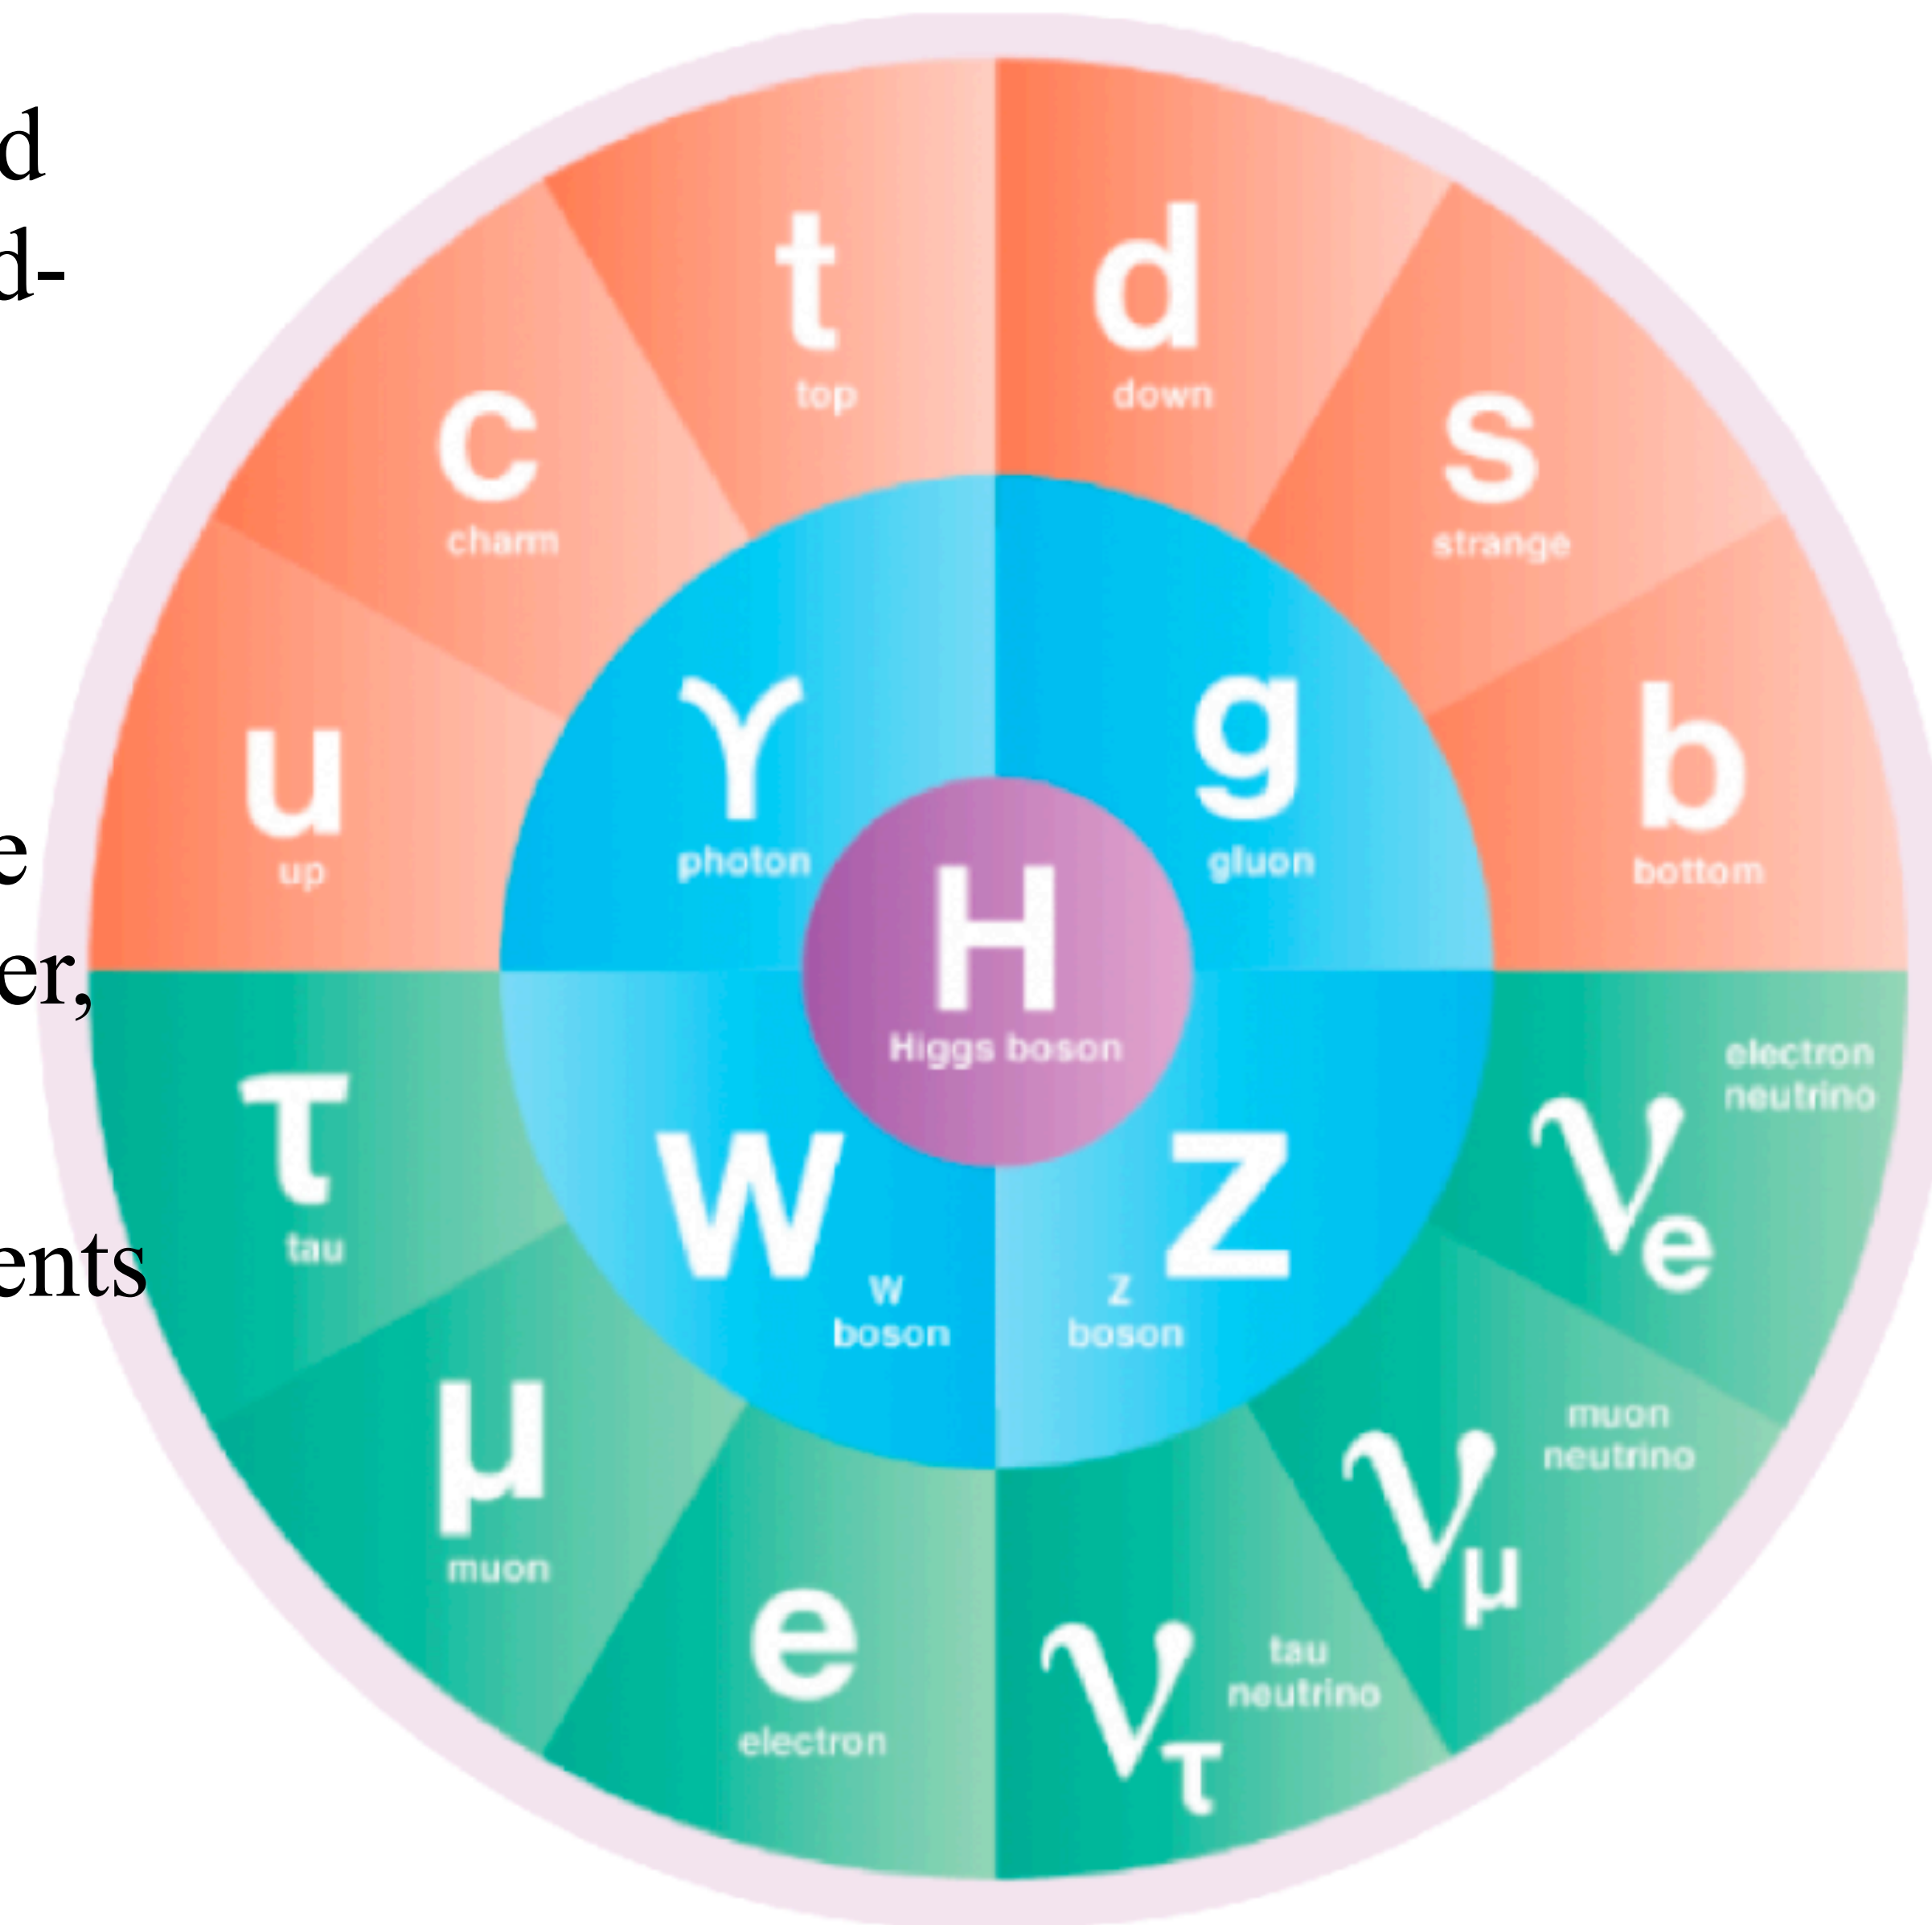 d
d-
e
er,
ents
t
top
d
down
c
charm
s
strange
u
up
b
bottom
γ
photon
g
gluon
H
Higgs boson
τ
tau
W
W
boson
Z
Z
boson
electron
neutrino
νe
μ
muon
muon
neutrino
νμ
e
electron
tau
neutrino
ντ